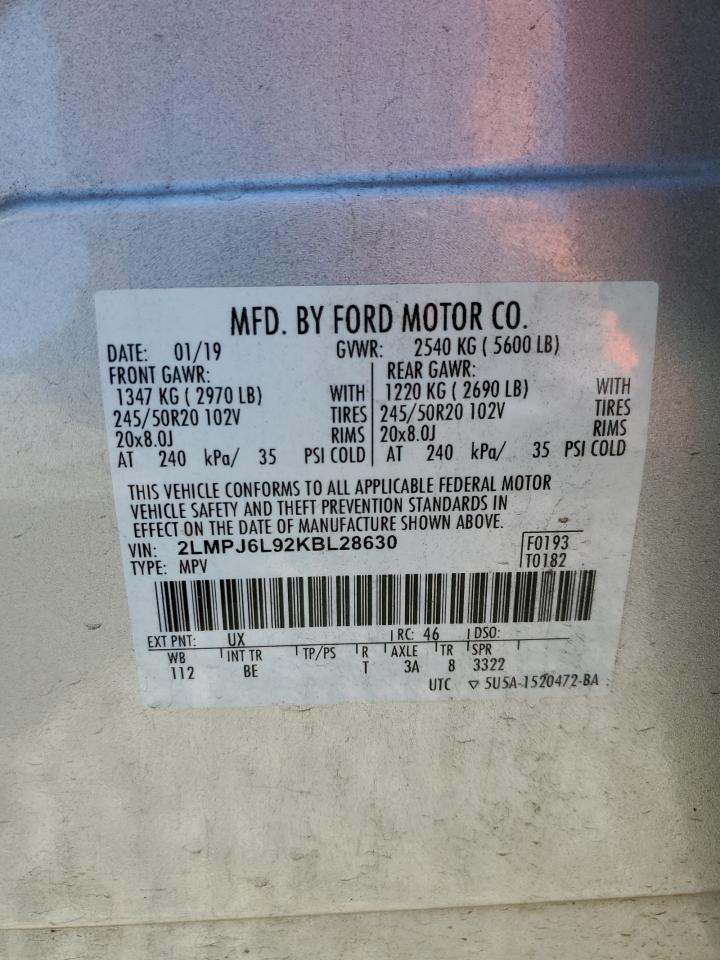 MFD. BY FORD MOTOR CO.
DATE: 01/19 GVWR: 2540 KG ( 5600 LB)
FRONT GAWR: REAR GAWR:
1347 KG ( 2970 LB) WITH 1220 KG ( 2690 LB) WITH
245/50R20 102V TIRES 245/50R20 102V TIRES
20x8.0J RIMS 20x8.0J RIMS
AT 240 kPa/ 35 PSI COLD AT 240 kPa/ 35 PSI COLD
THIS VEHICLE CONFORMS TO ALL APPLICABLE FEDERAL MOTOR
VEHICLE SAFETY AND THEFT PREVENTION STANDARDS IN
EFFECT ON THE DATE OF MANUFACTURE SHOWN ABOVE.
VIN: 2LMPJ6L92KBL28630 F0193
TYPE: MPV T0182
EXT PNT: UX RC: 46 DSO:
WB INT TR TP/PS R AXLE TR SPR
112 BE T 3A 8 3322
UTC ▽ 5U5A-1520472-BA